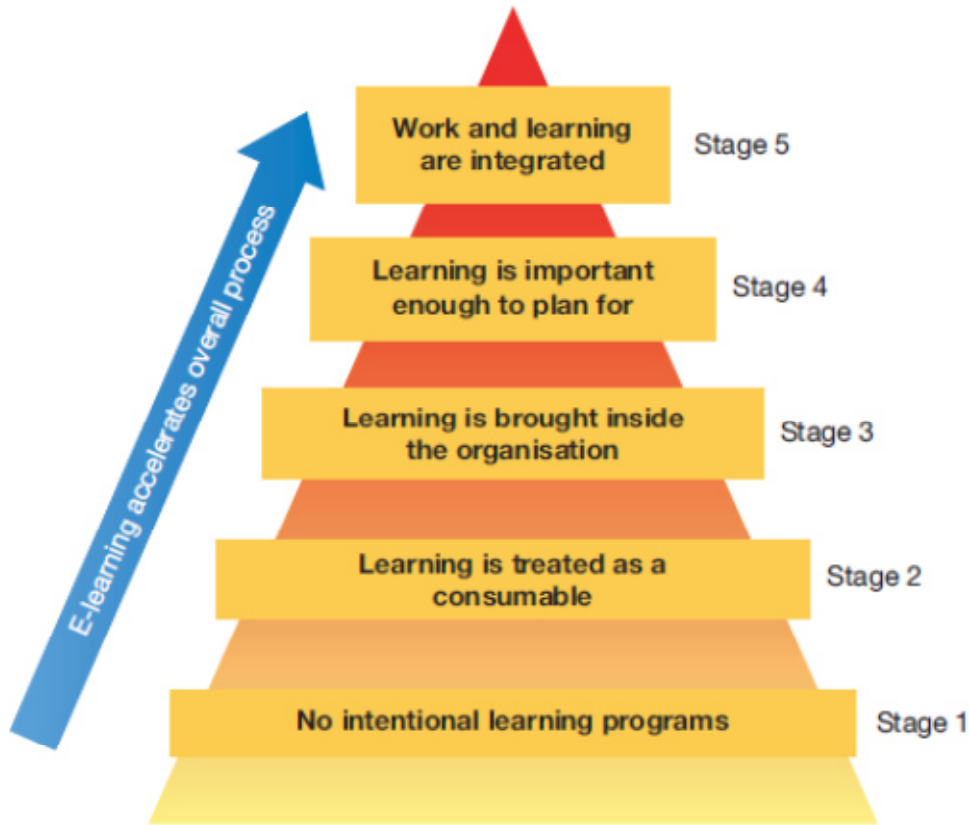 Work and learning
are integrated
Stage 5
Learning is important
enough to plan for
Stage 4
Learning is brought inside
the organisation
Stage 3
Learning is treated as a
consumable
Stage 2
No intentional learning programs
Stage 1
E-learning accelerates overall process